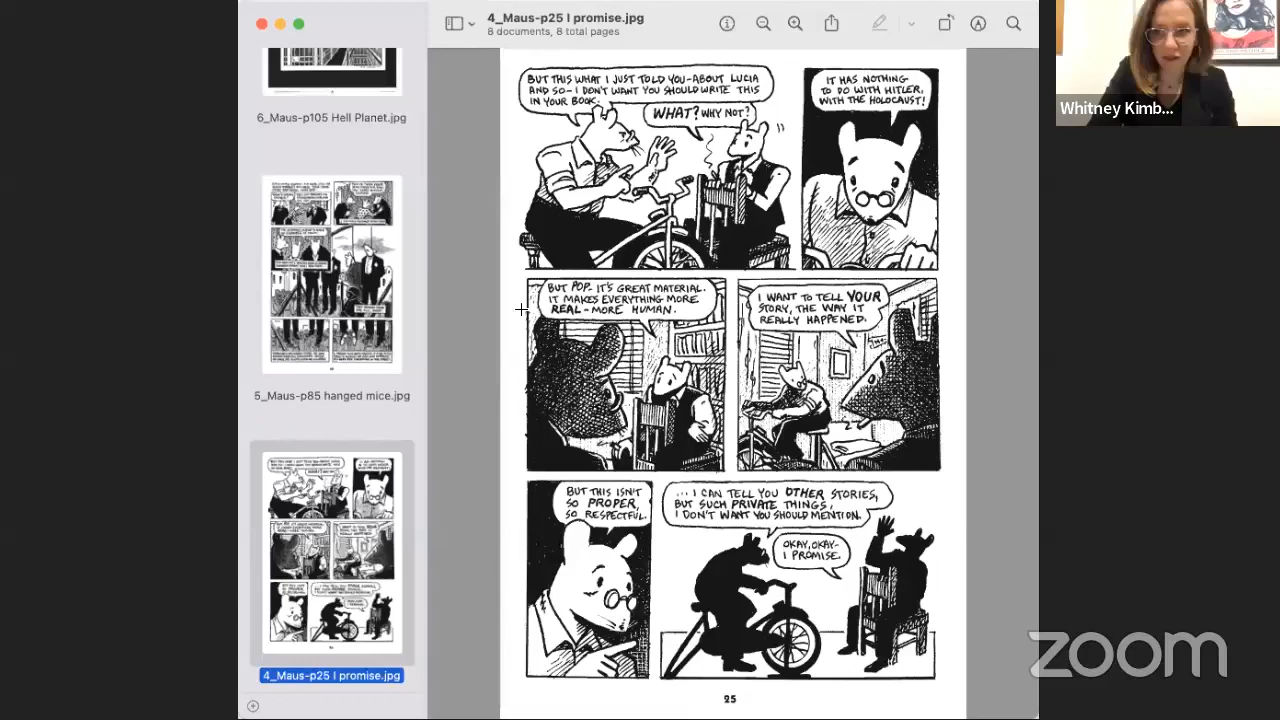 4_Maus-p25 I promise.jpg
8 documents, 8 total pages
6_Maus-p105 Hell Planet.jpg
5_Maus-p85 hanged mice.jpg
4_Maus-p25 I promise.jpg
BUT THIS WHAT I JUST TOLD YOU-ABOUT LUCIA
AND SO- I DON'T WANT YOU SHOULD WRITE THIS
IN YOUR BOOK.
WHAT? WHY NOT?
IT HAS NOTHING
TO DO WITH HITLER,
WITH THE HOLOCAUST!
BUT POP- IT'S GREAT MATERIAL.
IT MAKES EVERYTHING MORE
REAL - MORE HUMAN.
I WANT TO TELL YOUR
STORY, THE WAY IT
REALLY HAPPENED.
BUT THIS ISN'T
SO PROPER,
SO RESPECTFUL.
... I CAN TELL YOU OTHER STORIES,
BUT SUCH PRIVATE THINGS,
I DON'T WANT YOU SHOULD MENTION.
OKAY, OKAY-
I PROMISE.
25
Whitney Kimb...
zoom